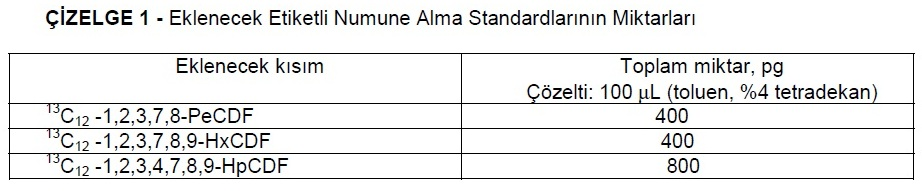 ÇİZELGE 1 - Eklenecek Etiketli Numune Alma Standardlarının Miktarları
Eklenecek kısım
Toplam miktar, pg
Çözelti: 100 μL (toluen, %4 tetradekan)
¹³C₁₂ -1,2,3,7,8-PeCDF 400
¹³C₁₂ -1,2,3,7,8,9-HxCDF 400
¹³C₁₂ -1,2,3,4,7,8,9-HpCDF 800